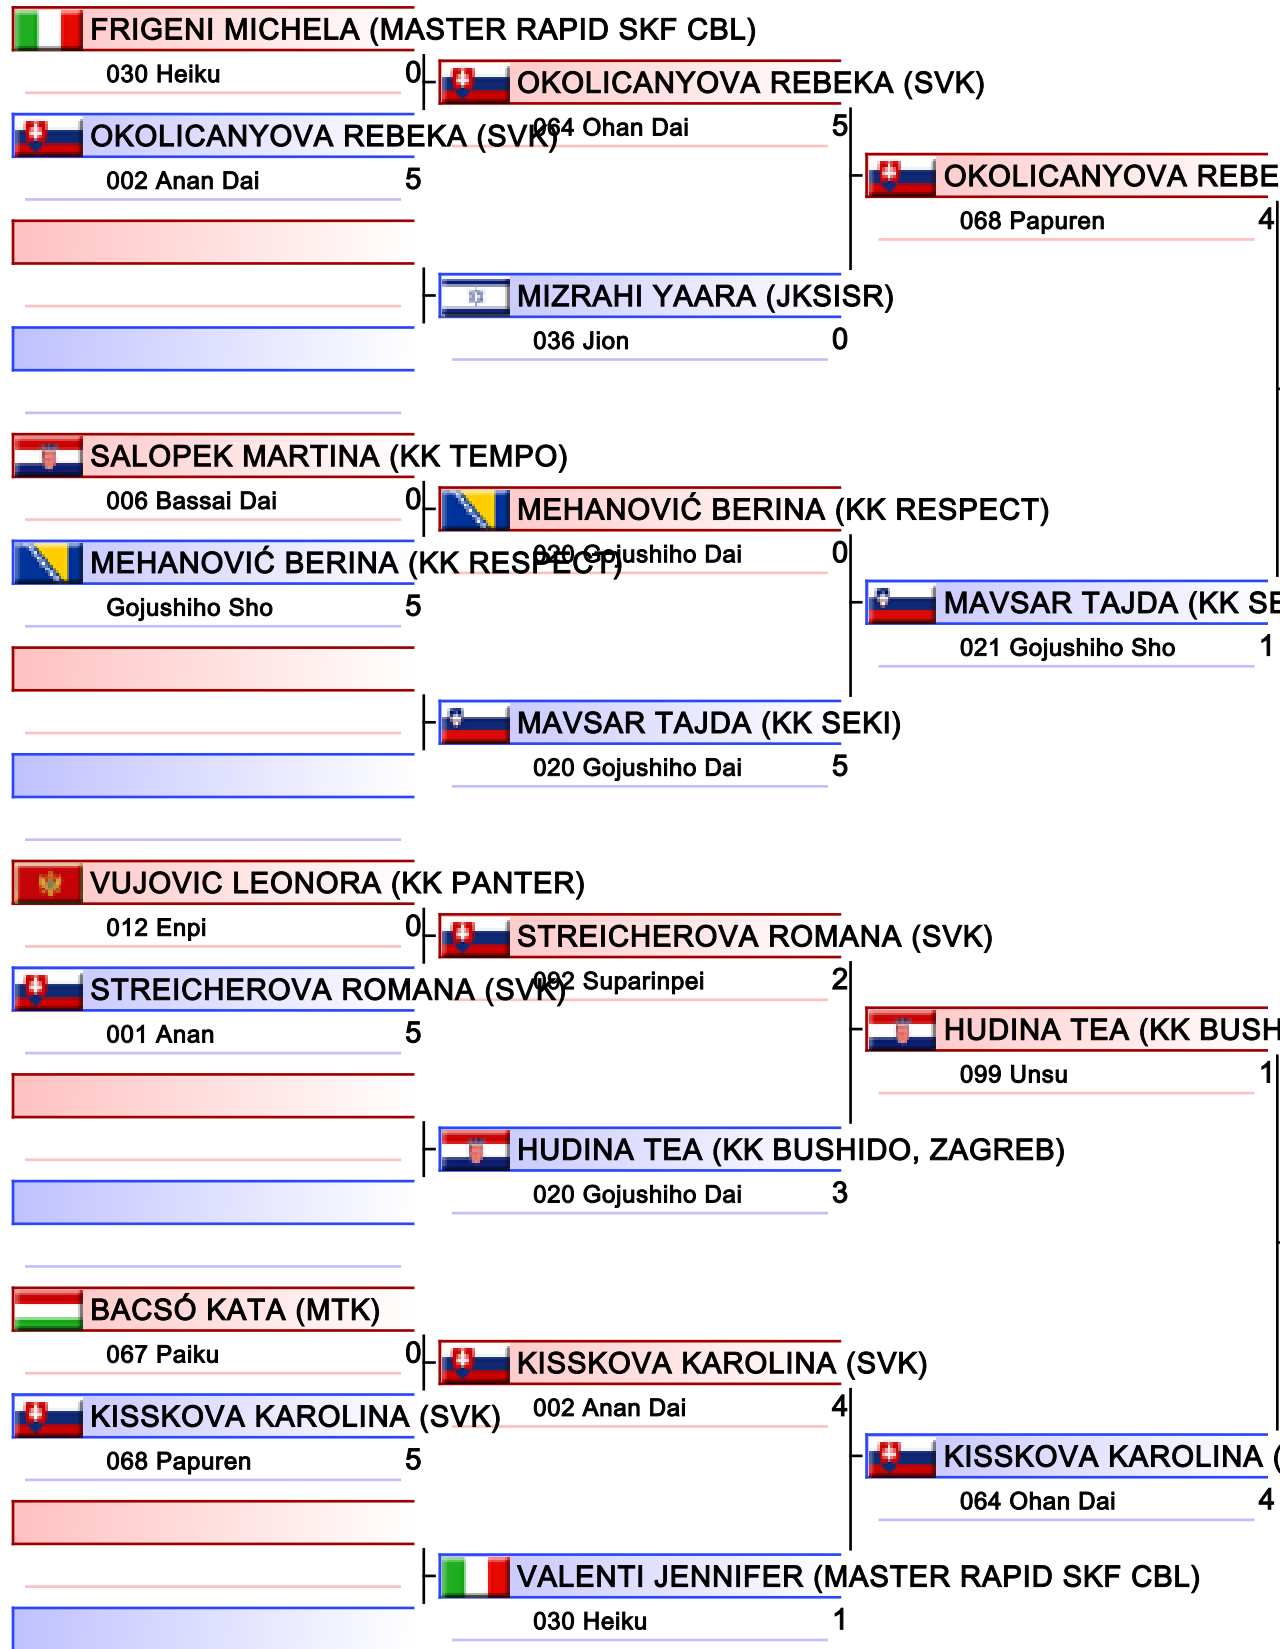 FRIGENI MICHELA (MASTER RAPID SKF CBL)
030 Heiku 0
OKOLICANYOVA REBEKA (SVK)
002 Anan Dai 5
SALOPEK MARTINA (KK TEMPO)
006 Bassai Dai 0
MEHANOVIĆ BERINA (KK RESPECT)
Gojushiho Sho 5
VUJOVIC LEONORA (KK PANTER)
012 Enpi 0
STREICHEROVA ROMANA (SVK)
001 Anan 5
BACSÓ KATA (MTK)
067 Paiku 0
KISSKOVA KAROLINA (SVK)
068 Papuren 5
OKOLICANYOVA REBEKA (SVK)
064 Ohan Dai 5
MIZRAHI YAARA (JKSISR)
036 Jion 0
MEHANOVIĆ BERINA (KK RESPECT)
020 Gojushiho Dai 0
MAVSAR TAJDA (KK SEKI)
020 Gojushiho Dai 5
STREICHEROVA ROMANA (SVK)
092 Suparinpei 2
HUDINA TEA (KK BUSHIDO, ZAGREB)
020 Gojushiho Dai 3
KISSKOVA KAROLINA (SVK)
002 Anan Dai 4
VALENTI JENNIFER (MASTER RAPID SKF CBL)
030 Heiku 1
OKOLICANYOVA REBE
068 Papuren 4
MAVSAR TAJDA (KK SE
021 Gojushiho Sho 1
HUDINA TEA (KK BUSH
099 Unsu 1
KISSKOVA KAROLINA (
064 Ohan Dai 4